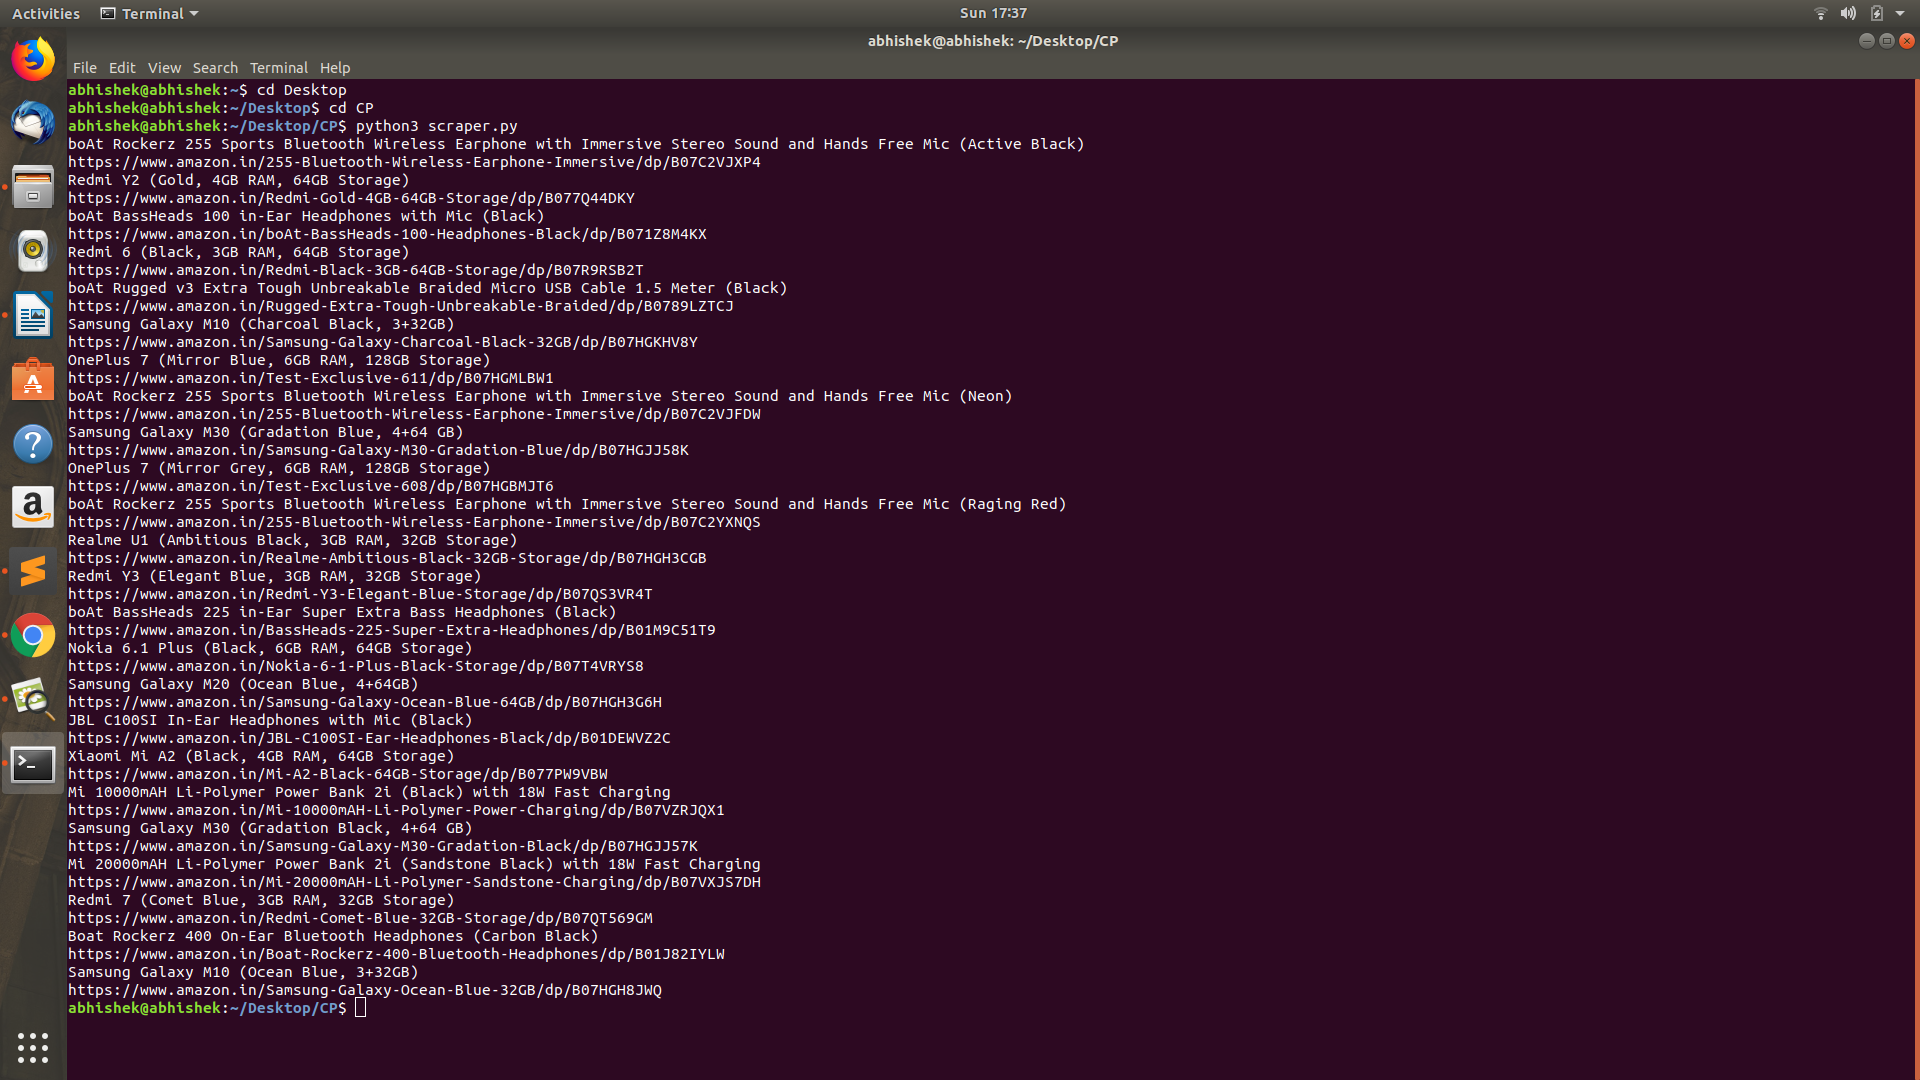 Activities Terminal Sun 17:37
abhishek@abhishek: ~/Desktop/CP
File Edit View Search Terminal Help
abhishek@abhishek:~$ cd Desktop
abhishek@abhishek:~/Desktop$ cd CP
abhishek@abhishek:~/Desktop/CP$ python3 scraper.py
boAt Rockerz 255 Sports Bluetooth Wireless Earphone with Immersive Stereo Sound and Hands Free Mic (Active Black)
https://www.amazon.in/255-Bluetooth-Wireless-Earphone-Immersive/dp/B07C2VJXP4
Redmi Y2 (Gold, 4GB RAM, 64GB Storage)
https://www.amazon.in/Redmi-Gold-4GB-64GB-Storage/dp/B077Q44DKY
boAt BassHeads 100 in-Ear Headphones with Mic (Black)
https://www.amazon.in/boAt-BassHeads-100-Headphones-Black/dp/B071Z8M4KX
Redmi 6 (Black, 3GB RAM, 64GB Storage)
https://www.amazon.in/Redmi-Black-3GB-64GB-Storage/dp/B07R9RSB2T
boAt Rugged v3 Extra Tough Unbreakable Braided Micro USB Cable 1.5 Meter (Black)
https://www.amazon.in/Rugged-Extra-Tough-Unbreakable-Braided/dp/B0789LZTCJ
Samsung Galaxy M10 (Charcoal Black, 3+32GB)
https://www.amazon.in/Samsung-Galaxy-Charcoal-Black-32GB/dp/B07HGKHV8Y
OnePlus 7 (Mirror Blue, 6GB RAM, 128GB Storage)
https://www.amazon.in/Test-Exclusive-611/dp/B07HGMLBW1
boAt Rockerz 255 Sports Bluetooth Wireless Earphone with Immersive Stereo Sound and Hands Free Mic (Neon)
https://www.amazon.in/255-Bluetooth-Wireless-Earphone-Immersive/dp/B07C2VJFDW
Samsung Galaxy M30 (Gradation Blue, 4+64 GB)
https://www.amazon.in/Samsung-Galaxy-M30-Gradation-Blue/dp/B07HGJJ58K
OnePlus 7 (Mirror Grey, 6GB RAM, 128GB Storage)
https://www.amazon.in/Test-Exclusive-608/dp/B07HGBMJT6
boAt Rockerz 255 Sports Bluetooth Wireless Earphone with Immersive Stereo Sound and Hands Free Mic (Raging Red)
https://www.amazon.in/255-Bluetooth-Wireless-Earphone-Immersive/dp/B07C2YXNQS
Realme U1 (Ambitious Black, 3GB RAM, 32GB Storage)
https://www.amazon.in/Realme-Ambitious-Black-32GB-Storage/dp/B07HGH3CGB
Redmi Y3 (Elegant Blue, 3GB RAM, 32GB Storage)
https://www.amazon.in/Redmi-Y3-Elegant-Blue-Storage/dp/B07QS3VR4T
boAt BassHeads 225 in-Ear Super Extra Bass Headphones (Black)
https://www.amazon.in/BassHeads-225-Super-Extra-Headphones/dp/B01M9C51T9
Nokia 6.1 Plus (Black, 6GB RAM, 64GB Storage)
https://www.amazon.in/Nokia-6-1-Plus-Black-Storage/dp/B07T4VRYS8
Samsung Galaxy M20 (Ocean Blue, 4+64GB)
https://www.amazon.in/Samsung-Galaxy-Ocean-Blue-64GB/dp/B07HGH3G6H
JBL C100SI In-Ear Headphones with Mic (Black)
https://www.amazon.in/JBL-C100SI-Ear-Headphones-Black/dp/B01DEWVZ2C
Xiaomi Mi A2 (Black, 4GB RAM, 64GB Storage)
https://www.amazon.in/Mi-A2-Black-64GB-Storage/dp/B077PW9VBW
Mi 10000mAH Li-Polymer Power Bank 2i (Black) with 18W Fast Charging
https://www.amazon.in/Mi-10000mAH-Li-Polymer-Power-Charging/dp/B07VZRJQX1
Samsung Galaxy M30 (Gradation Black, 4+64 GB)
https://www.amazon.in/Samsung-Galaxy-M30-Gradation-Black/dp/B07HGJJ57K
Mi 20000mAH Li-Polymer Power Bank 2i (Sandstone Black) with 18W Fast Charging
https://www.amazon.in/Mi-20000mAH-Li-Polymer-Sandstone-Charging/dp/B07VXJS7DH
Redmi 7 (Comet Blue, 3GB RAM, 32GB Storage)
https://www.amazon.in/Redmi-Comet-Blue-32GB-Storage/dp/B07QT569GM
Boat Rockerz 400 On-Ear Bluetooth Headphones (Carbon Black)
https://www.amazon.in/Boat-Rockerz-400-Bluetooth-Headphones/dp/B01J82IYLW
Samsung Galaxy M10 (Ocean Blue, 3+32GB)
https://www.amazon.in/Samsung-Galaxy-Ocean-Blue-32GB/dp/B07HGH8JWQ
abhishek@abhishek:~/Desktop/CP$